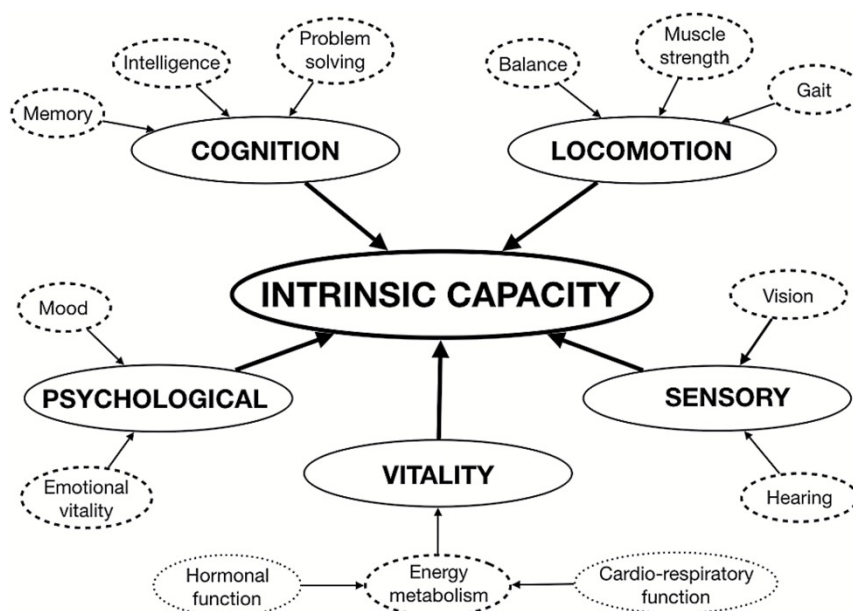 Problem
solving
Muscle
strength
Intelligence
Balance
Memory
Gait
COGNITION
LOCOMOTION
INTRINSIC CAPACITY
Mood
Vision
PSYCHOLOGICAL
SENSORY
VITALITY
Emotional
vitality
Hearing
Hormonal
function
Energy
metabolism
Cardio-respiratory
function